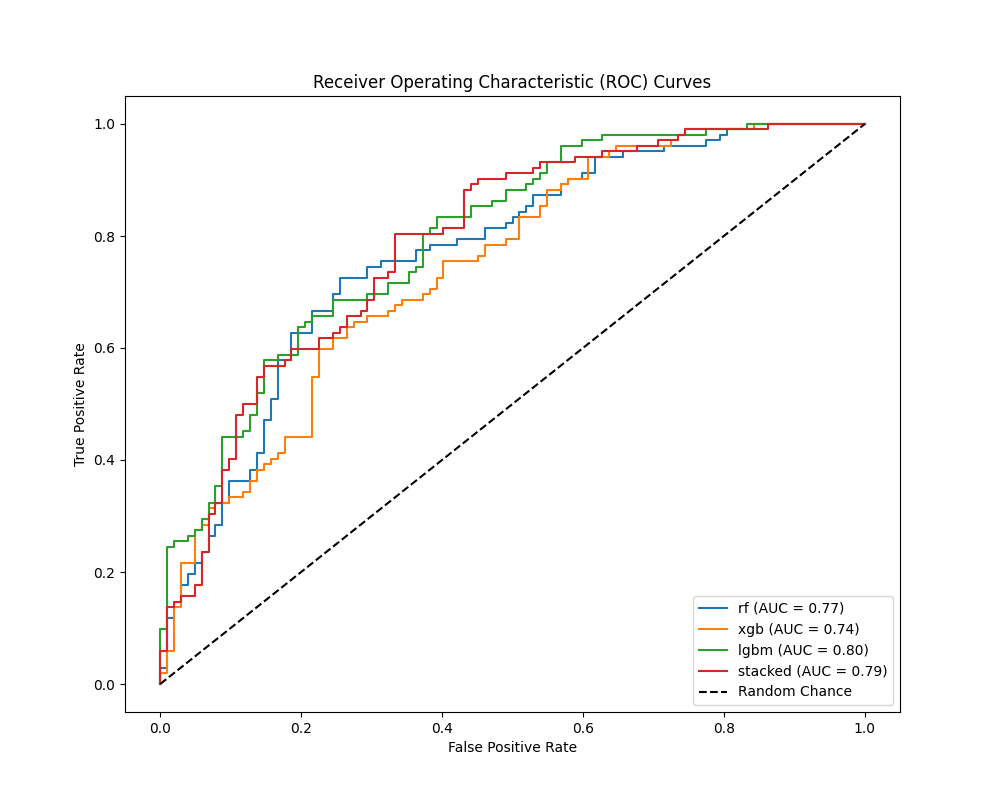 Receiver Operating Characteristic (ROC) Curves
1.0
0.8
0.6
0.4
0.2
0.0
True Positive Rate
0.0 0.2 0.4 0.6 0.8 1.0
False Positive Rate
rf (AUC = 0.77)
xgb (AUC = 0.74)
lgbm (AUC = 0.80)
stacked (AUC = 0.79)
Random Chance